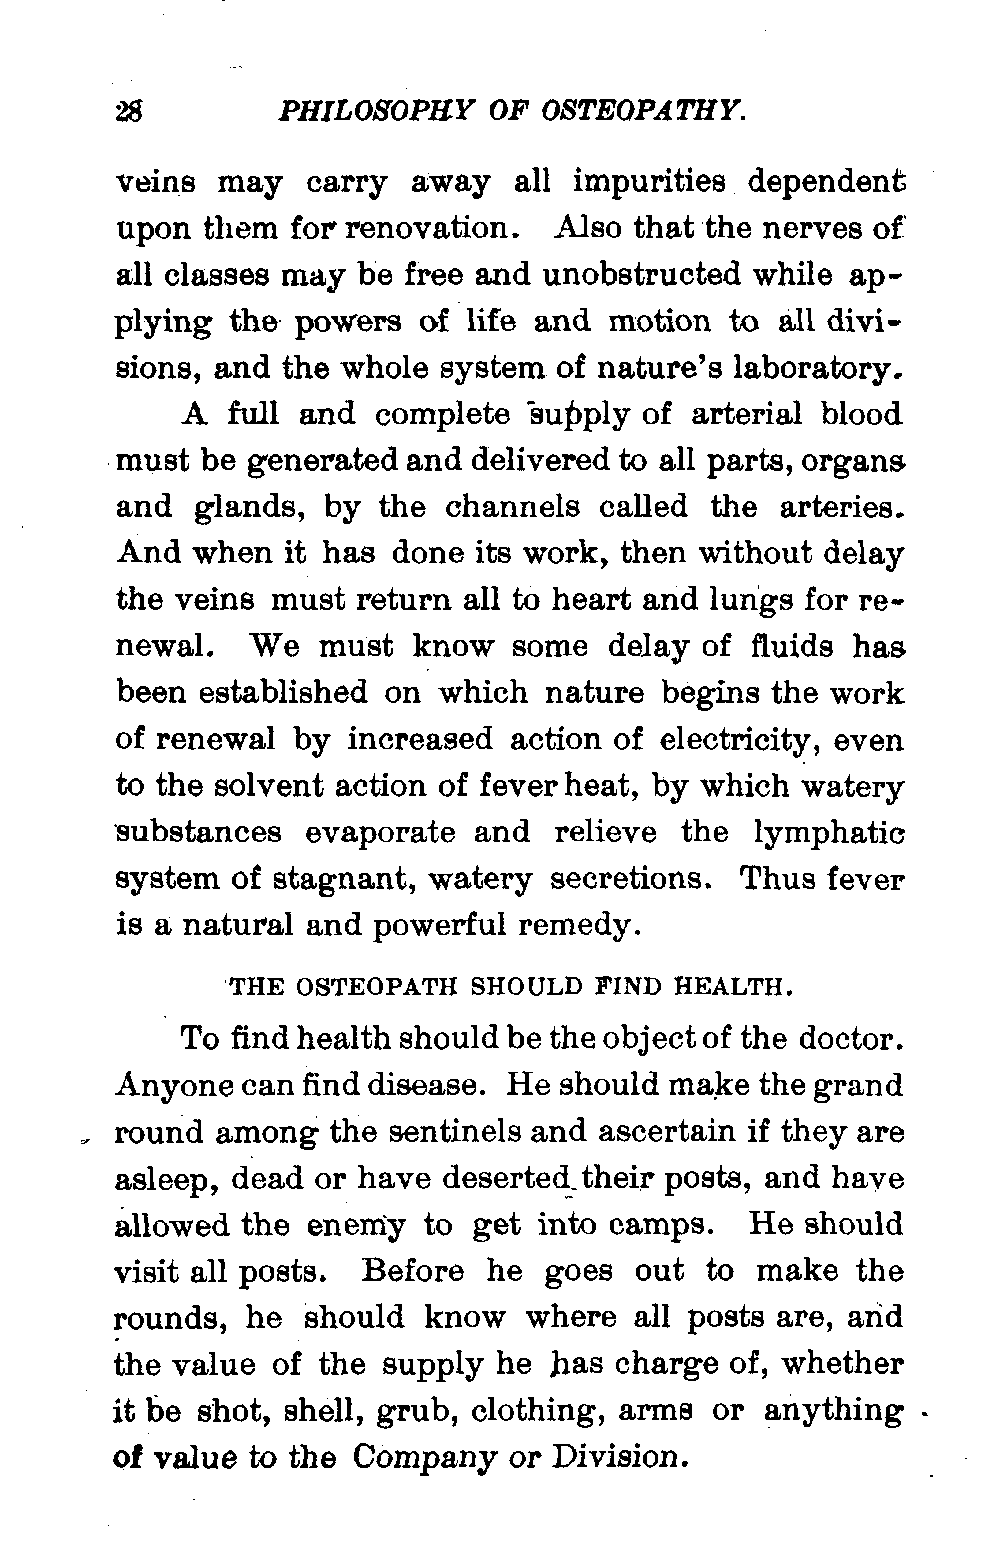 28 PHILOSOPHY OF OSTEOPATHY.
veins may carry away all impurities dependent
upon them for renovation. Also that the nerves of
all classes may be free and unobstructed while ap-
plying the powers of life and motion to all divi-
sions, and the whole system of nature's laboratory.
A full and complete supply of arterial blood
must be generated and delivered to all parts, organs
and glands, by the channels called the arteries.
And when it has done its work, then without delay
the veins must return all to heart and lungs for re-
newal. We must know some delay of fluids has
been established on which nature begins the work
of renewal by increased action of electricity, even
to the solvent action of fever heat, by which watery
substances evaporate and relieve the lymphatic
system of stagnant, watery secretions. Thus fever
is a natural and powerful remedy.
THE OSTEOPATH SHOULD FIND HEALTH.
To find health should be the object of the doctor.
Anyone can find disease. He should make the grand
round among the sentinels and ascertain if they are
asleep, dead or have deserted their posts, and have
allowed the enemy to get into camps. He should
visit all posts. Before he goes out to make the
rounds, he should know where all posts are, and
the value of the supply he has charge of, whether
it be shot, shell, grub, clothing, arms or anything
of value to the Company or Division.